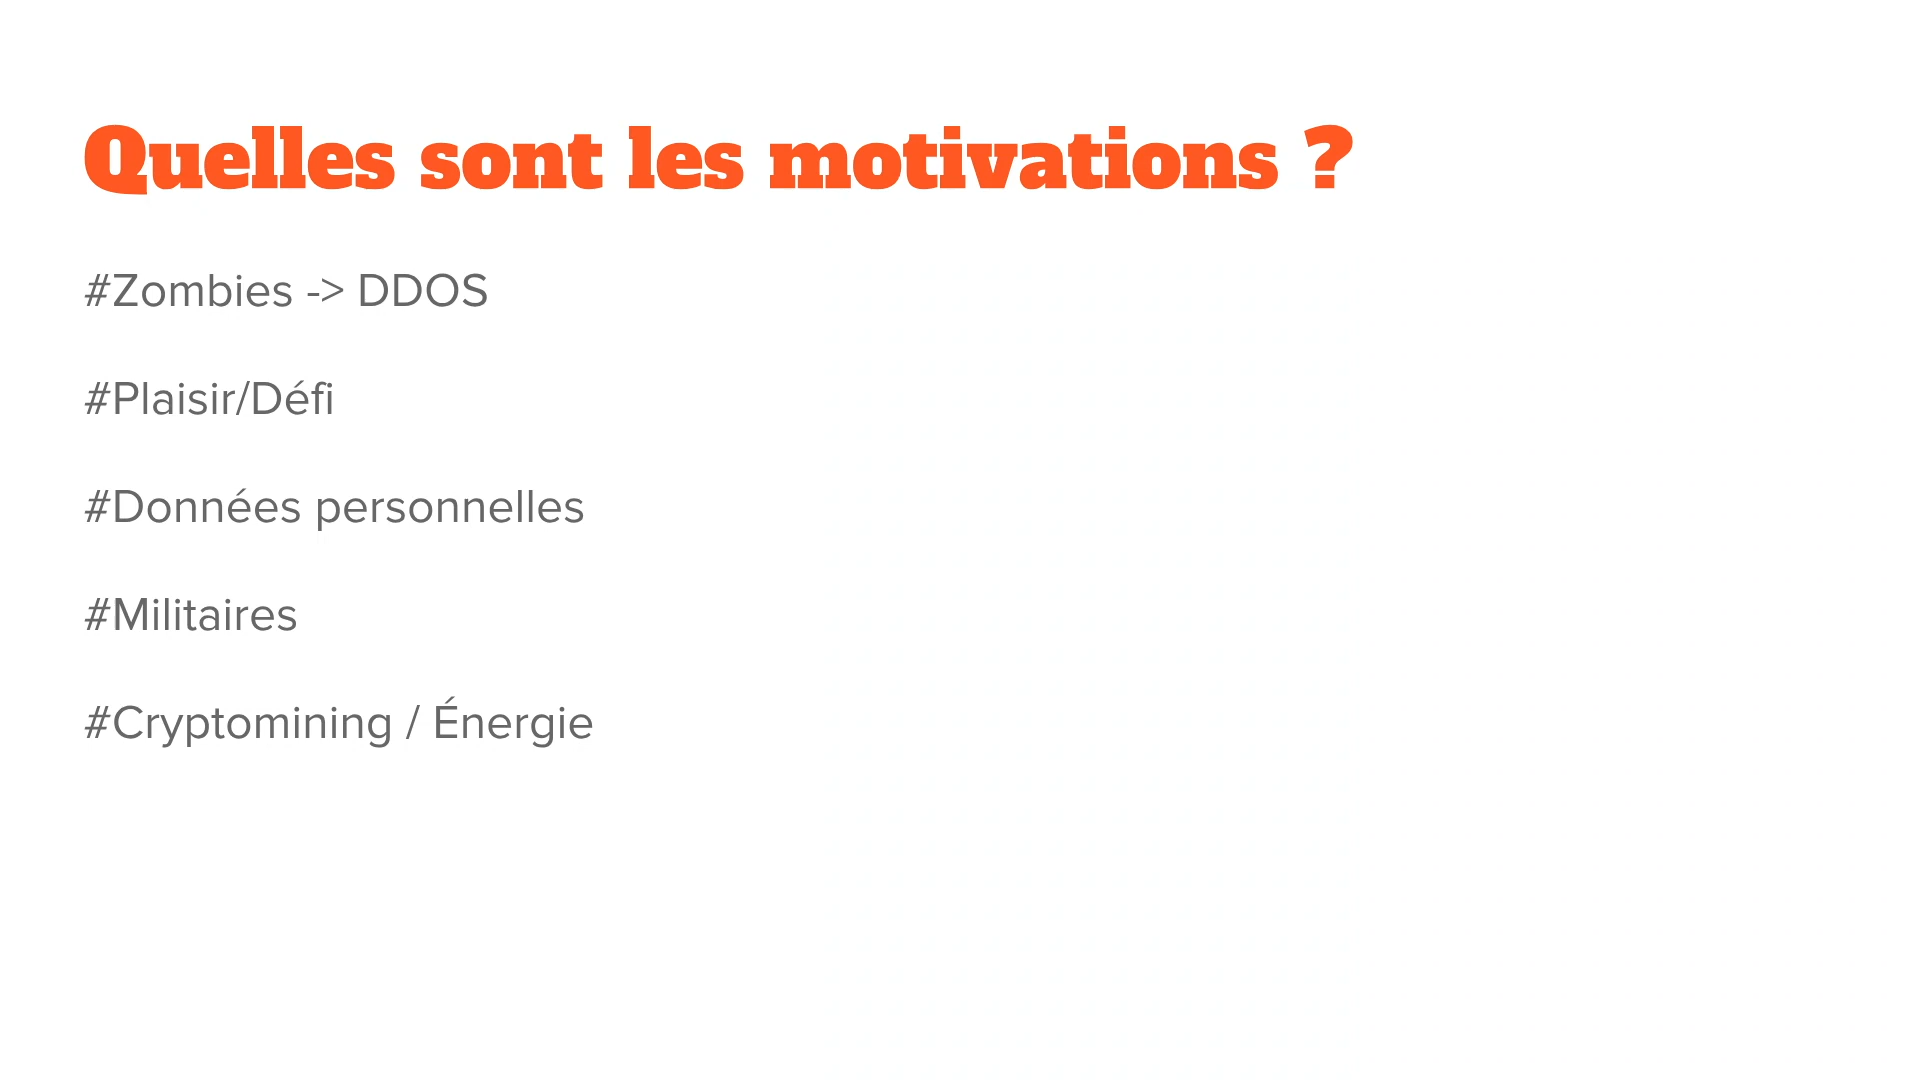 Quelles sont les motivations ?
#Zombies -> DDOS
#Plaisir/Défi
#Données personnelles
#Militaires
#Cryptomining / Énergie